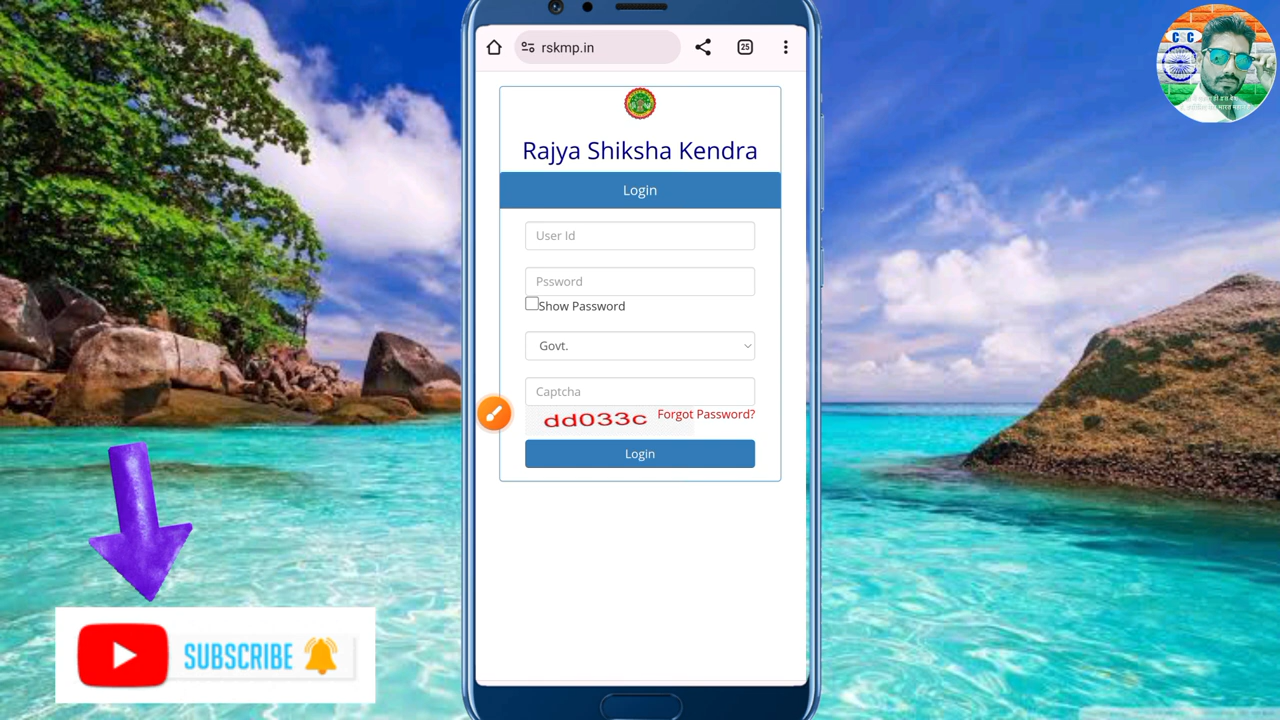 rskmp.in
25
Rajya Shiksha Kendra
Login
User Id
Pssword
Show Password
Govt.
Captcha
dd033c
Forgot Password?
Login
CSC
SUBSCRIBE